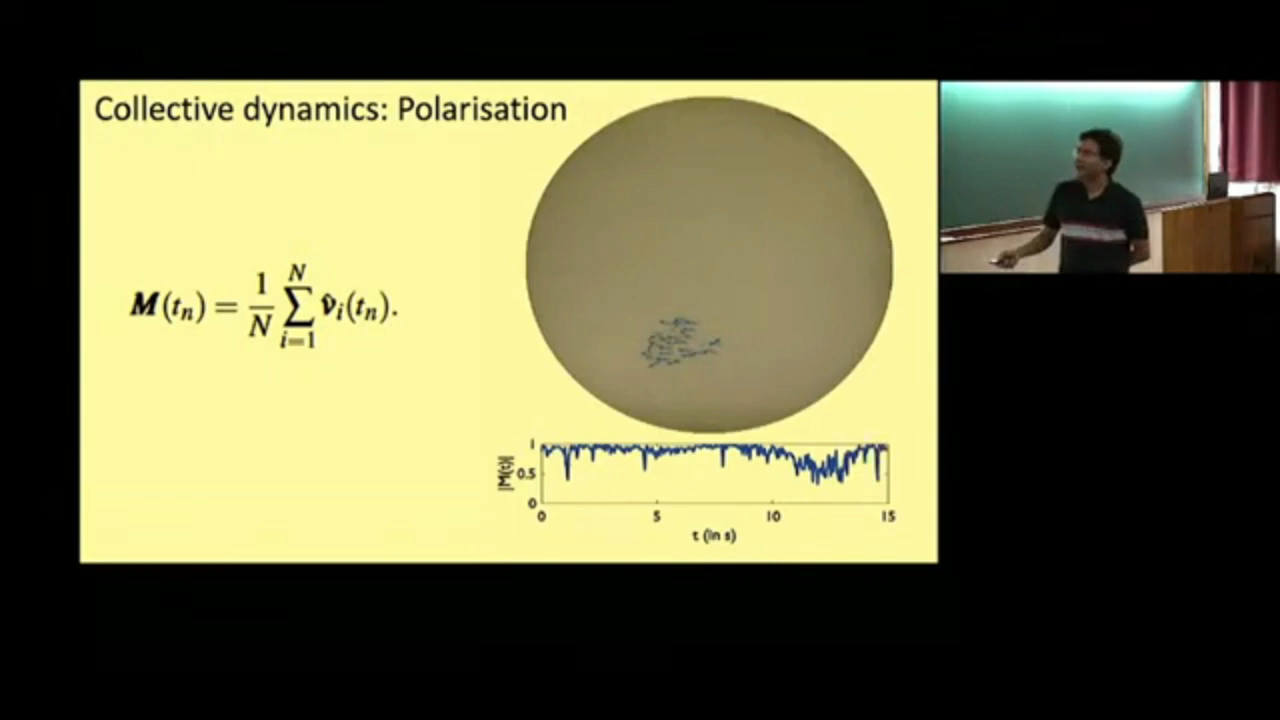 Collective dynamics: Polarisation
M(tₙ) = 1/N ∑ᵢ₌₁ᴺ v̂ᵢ(tₙ).
|M(t)|
1
0.5
0
0 5 10 15
t (in s)